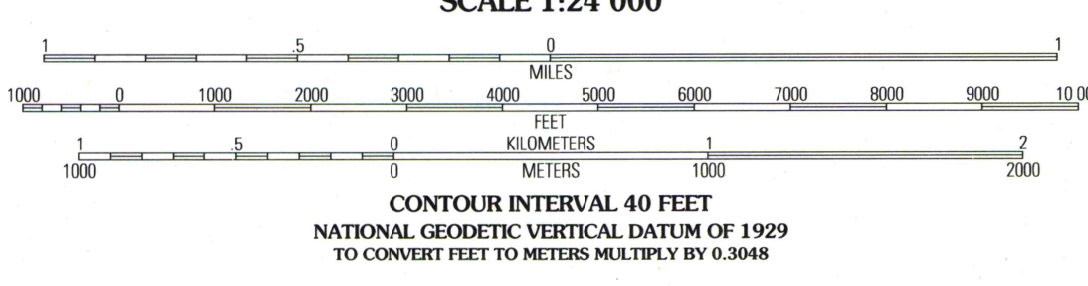 SCALE 1:24 000
1 .5 0 1
MILES
1000 0 1000 2000 3000 4000 5000 6000 7000 8000 9000 10 00
FEET
1 .5 0 KILOMETERS 1 2
1000 0 METERS 1000 2000
CONTOUR INTERVAL 40 FEET
NATIONAL GEODETIC VERTICAL DATUM OF 1929
TO CONVERT FEET TO METERS MULTIPLY BY 0.3048